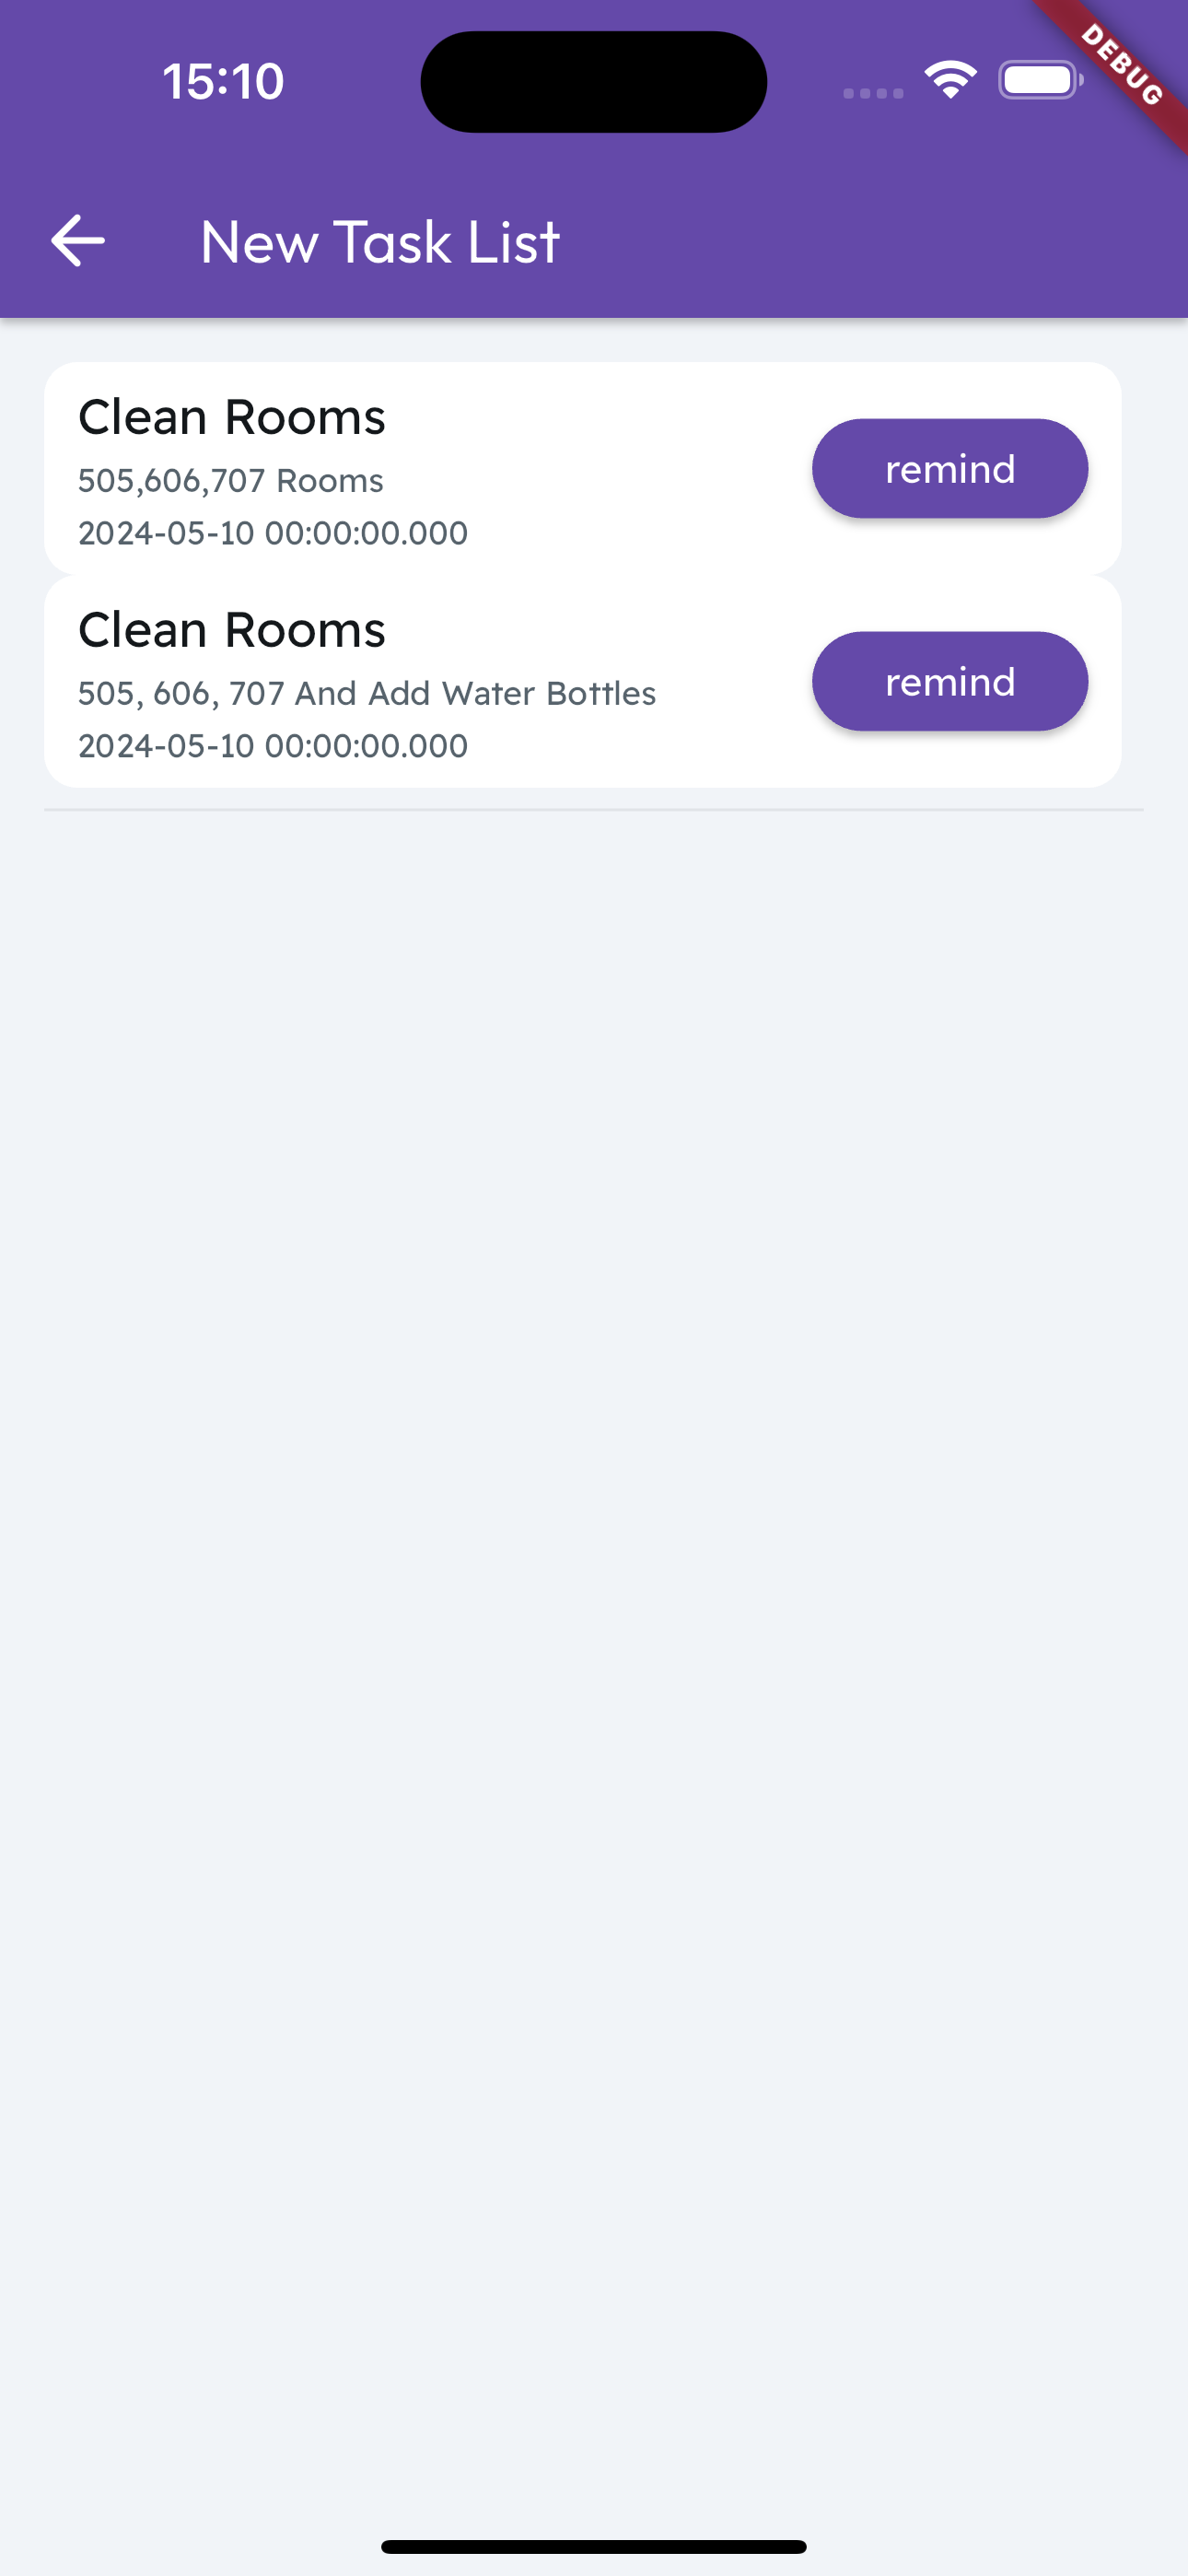 15:10
DEBUG
New Task List
Clean Rooms
505,606,707 Rooms
2024-05-10 00:00:00.000
remind
Clean Rooms
505, 606, 707 And Add Water Bottles
2024-05-10 00:00:00.000
remind